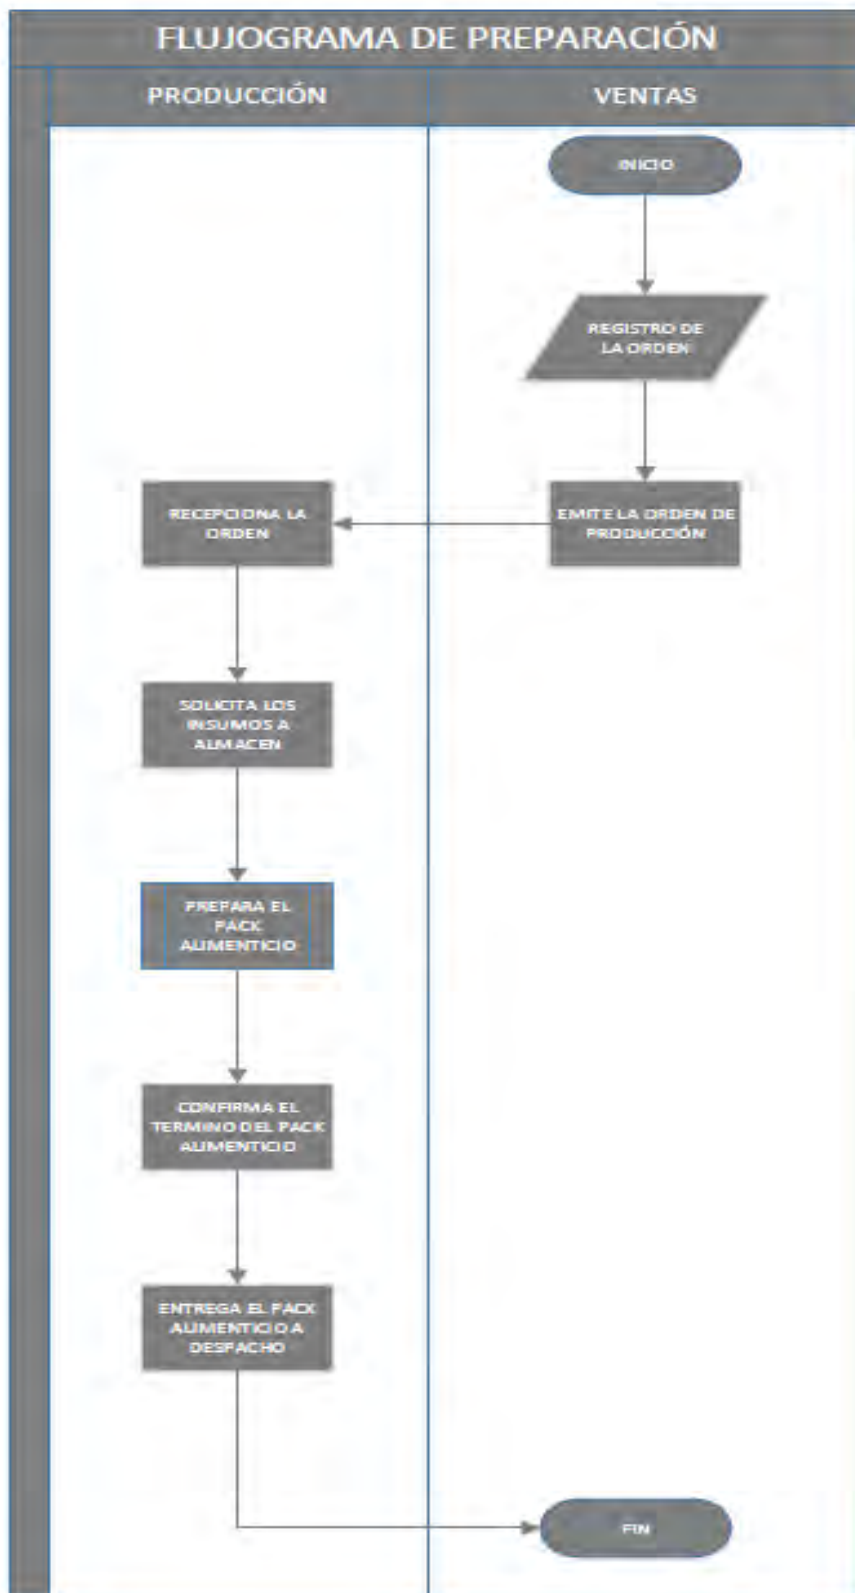 FLUJOGRAMA DE PREPARACIÓN
PRODUCCIÓN
VENTAS
INICIO
REGISTRO DE
LA ORDEN
EMITE LA ORDEN DE
PRODUCCIÓN
RECEPCIONA LA
ORDEN
SOLICITA LOS
INSUMOS A
ALMACEN
PREPARA EL
PACK
ALIMENTICIO
CONFIRMA EL
TERMINO DEL PACK
ALIMENTICIO
ENTREGA EL PACK
ALIMENTICIO A
DESPACHO
FIN